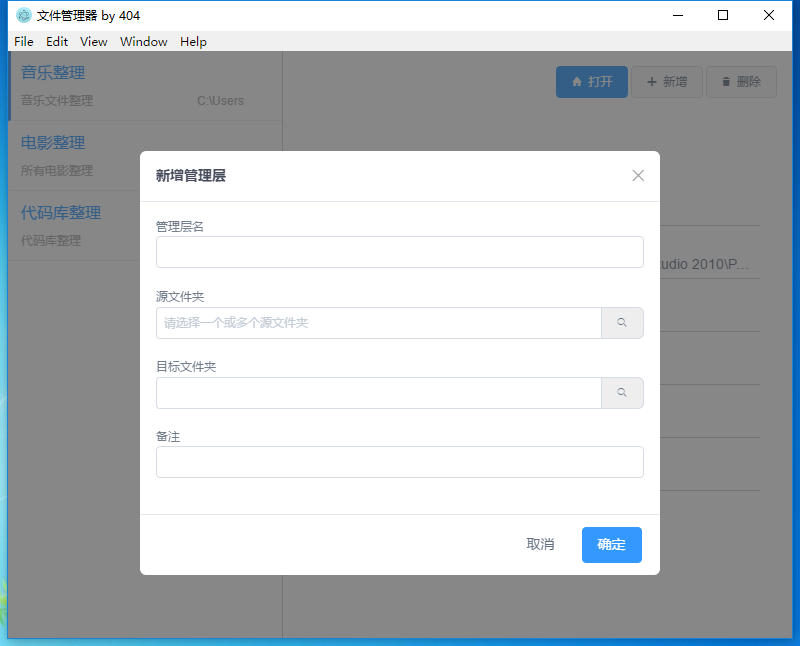 文件管理器 by 404
File Edit View Window Help
音乐整理
音乐文件整理 C:\Users
打开 新增 删除
电影整理
所有电影整理
代码库整理
代码库整理
udio 2010\P...
新增管理层
管理层名
源文件夹
请选择一个或多个源文件夹
目标文件夹
备注
取消 确定